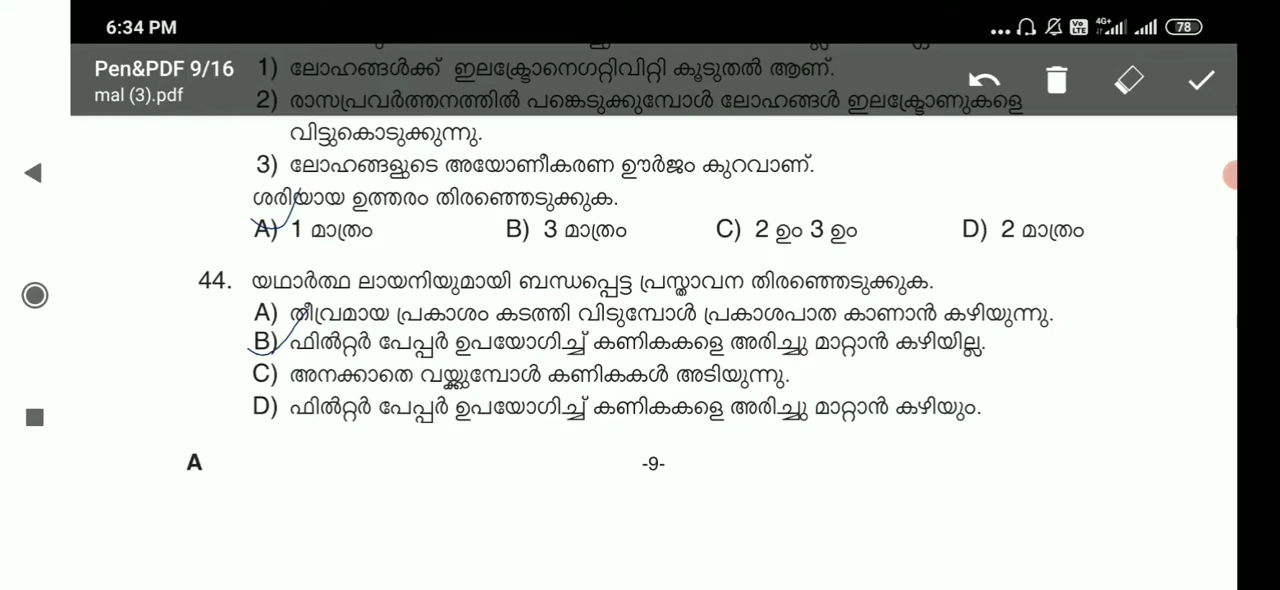 6:34 PM
4G+
Vo LTE
78
Pen&PDF 9/16
mal (3).pdf
1) ലോഹങ്ങൾക്ക് ഇലക്ട്രോനെഗറ്റിവിറ്റി കൂടുതൽ ആണ്.
2) രാസപ്രവർത്തനത്തിൽ പങ്കെടുക്കുമ്പോൾ ലോഹങ്ങൾ ഇലക്ട്രോണുകളെ
വിട്ടുകൊടുക്കുന്നു.
3) ലോഹങ്ങളുടെ അയോണീകരണ ഊർജം കുറവാണ്.
ശരിയായ ഉത്തരം തിരഞ്ഞെടുക്കുക.
A) 1 മാത്രം B) 3 മാത്രം C) 2 ഉം 3 ഉം D) 2 മാത്രം
44. യഥാർത്ഥ ലായനിയുമായി ബന്ധപ്പെട്ട പ്രസ്താവന തിരഞ്ഞെടുക്കുക.
A) തീവ്രമായ പ്രകാശം കടത്തി വിടുമ്പോൾ പ്രകാശപാത കാണാൻ കഴിയുന്നു.
B) ഫിൽറ്റർ പേപ്പർ ഉപയോഗിച്ച് കണികകളെ അരിച്ചു മാറ്റാൻ കഴിയില്ല.
C) അനക്കാതെ വയ്ക്കുമ്പോൾ കണികകൾ അടിയുന്നു.
D) ഫിൽറ്റർ പേപ്പർ ഉപയോഗിച്ച് കണികകളെ അരിച്ചു മാറ്റാൻ കഴിയും.
A -9-